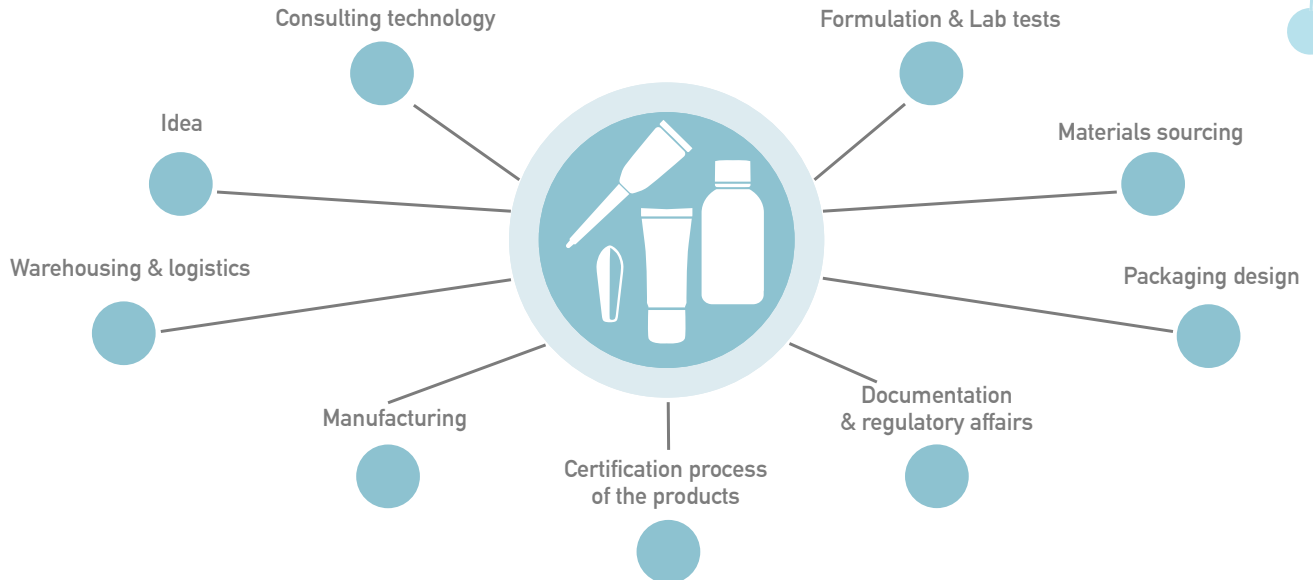 Consulting technology
Formulation & Lab tests
Idea
Materials sourcing
Warehousing & logistics
Packaging design
Manufacturing
Documentation
& regulatory affairs
Certification process
of the products